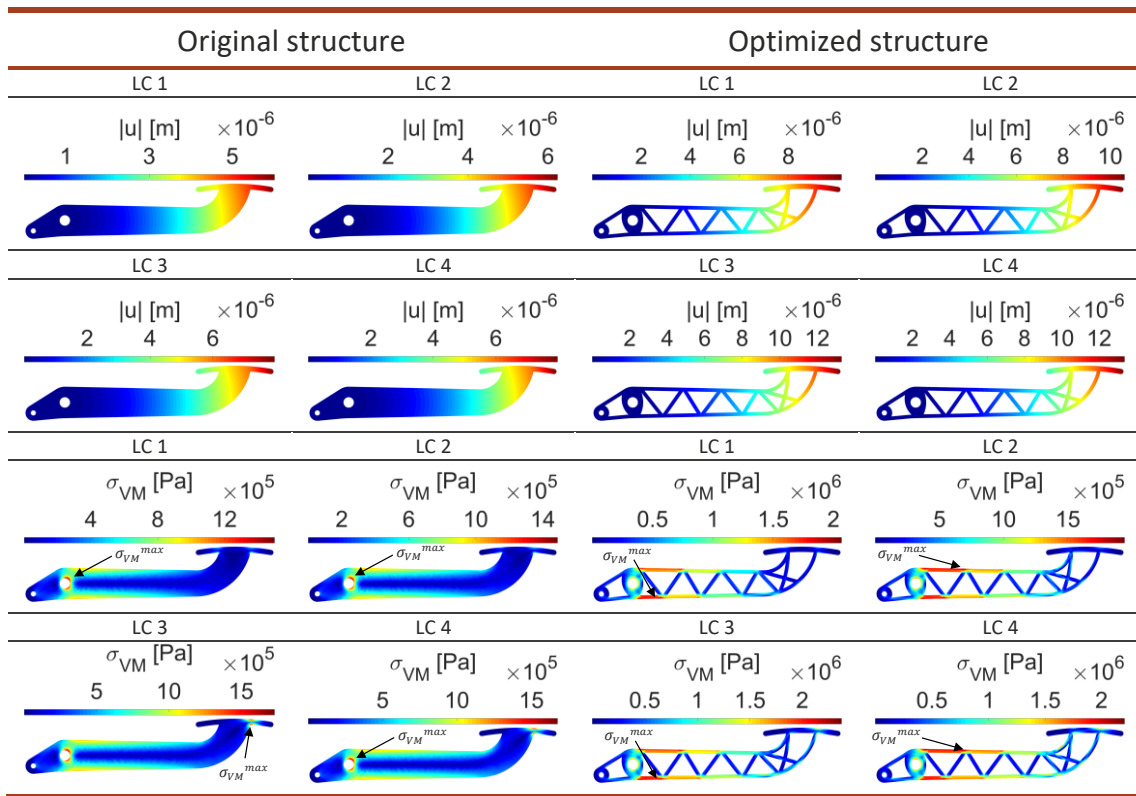 Original structure Optimized structure
LC 1 LC 2 LC 1 LC 2
|u| [m] ×10-6 |u| [m] ×10-6 |u| [m] ×10-6 |u| [m] ×10-6
1 3 5 2 4 6 2 4 6 8 2 4 6 8 10
LC 3 LC 4 LC 3 LC 4
|u| [m] ×10-6 |u| [m] ×10-6 |u| [m] ×10-6 |u| [m] ×10-6
2 4 6 2 4 6 2 4 6 8 10 12 2 4 6 8 10 12
LC 1 LC 2 LC 1 LC 2
σVM [Pa] ×105 σVM [Pa] ×105 σVM [Pa] ×106 σVM [Pa] ×105
4 8 12 2 6 10 14 0.5 1 1.5 2 5 10 15
σVMmax σVMmax σVMmax σVMmax
LC 3 LC 4 LC 3 LC 4
σVM [Pa] ×105 σVM [Pa] ×105 σVM [Pa] ×106 σVM [Pa] ×106
5 10 15 5 10 15 0.5 1 1.5 2 0.5 1 1.5 2
σVMmax σVMmax σVMmax σVMmax